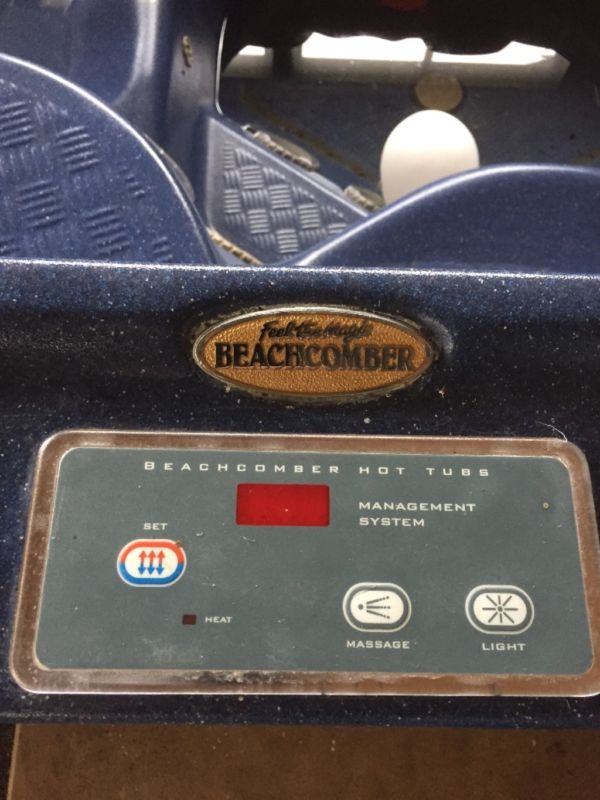 Feel the Magic
BEACHCOMBER
BEACHCOMBER HOT TUBS
MANAGEMENT
SYSTEM
SET
HEAT
MASSAGE
LIGHT